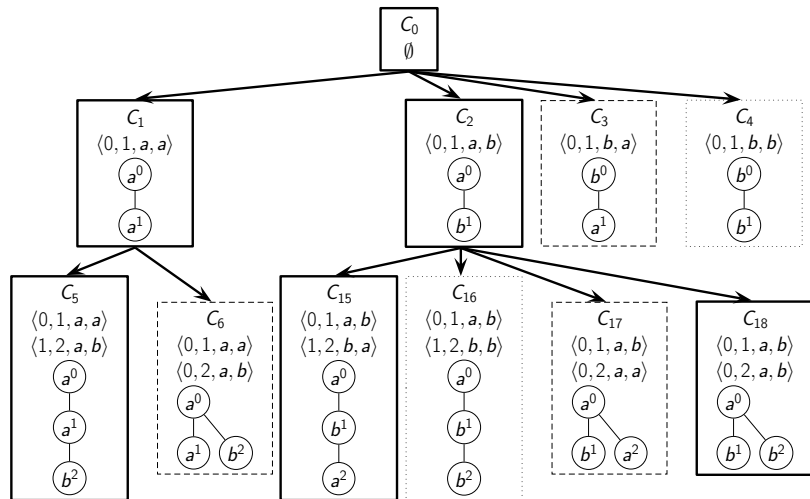 C₀
∅
C₁
⟨0, 1, a, a⟩
a⁰
a¹
C₂
⟨0, 1, a, b⟩
a⁰
b¹
C₃
⟨0, 1, b, a⟩
b⁰
a¹
C₄
⟨0, 1, b, b⟩
b⁰
b¹
C₅
⟨0, 1, a, a⟩
⟨1, 2, a, b⟩
a⁰
a¹
b²
C₆
⟨0, 1, a, a⟩
⟨0, 2, a, b⟩
a⁰
a¹ b²
C₁₅
⟨0, 1, a, b⟩
⟨1, 2, b, a⟩
a⁰
b¹
a²
C₁₆
⟨0, 1, a, b⟩
⟨1, 2, b, b⟩
a⁰
b¹
b²
C₁₇
⟨0, 1, a, b⟩
⟨0, 2, a, a⟩
a⁰
b¹ a²
C₁₈
⟨0, 1, a, b⟩
⟨0, 2, a, b⟩
a⁰
b¹ b²